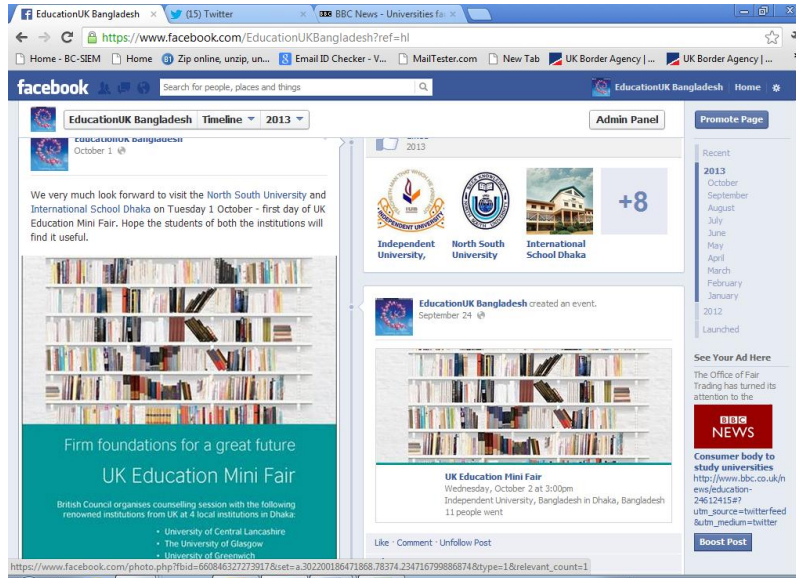 EducationUK Bangladesh
(15) Twitter
BBC News - Universities fa
https://www.facebook.com/EducationUKBangladesh?ref=hl
Home - BC-SIEM
Home
Zip online, unzip, un...
Email ID Checker - V...
MailTester.com
New Tab
UK Border Agency | ...
UK Border Agency | ...
facebook
Search for people, places and things
EducationUK Bangladesh
Home
EducationUK Bangladesh
Timeline
2013
Admin Panel
EducationUK Bangladesh
October 1
We very much look forward to visit the North South University and
International School Dhaka on Tuesday 1 October - first day of UK
Education Mini Fair. Hope the students of both the institutions will
find it useful.
UK
Firm foundations for a great future
UK Education Mini Fair
British Council organises counselling session with the following
renowned institutions from UK at 4 local institutions in Dhaka:
• University of Central Lancashire
• The University of Glasgow
• University of Greenwich
2013
Independent
University,
North South
University
International
School Dhaka
+8
EducationUK Bangladesh created an event.
September 24
UK
UK Education Mini Fair
Wednesday, October 2 at 3:00pm
Independent University, Bangladesh in Dhaka, Bangladesh
11 people went
Like · Comment · Unfollow Post
Promote Page
Recent
2013
October
September
August
July
June
May
April
March
February
January
2012
Launched
See Your Ad Here
The Office of Fair
Trading has turned its
attention to the
BBC
NEWS
Consumer body to
study universities
http://www.bbc.co.uk/n
ews/education-
24612415#?
utm_source=twitterfeed
&utm_medium=twitter
Boost Post
https://www.facebook.com/photo.php?fbid=660846327273917&set=a.302200186471868.78374.234716799886874&type=1&relevant_count=1